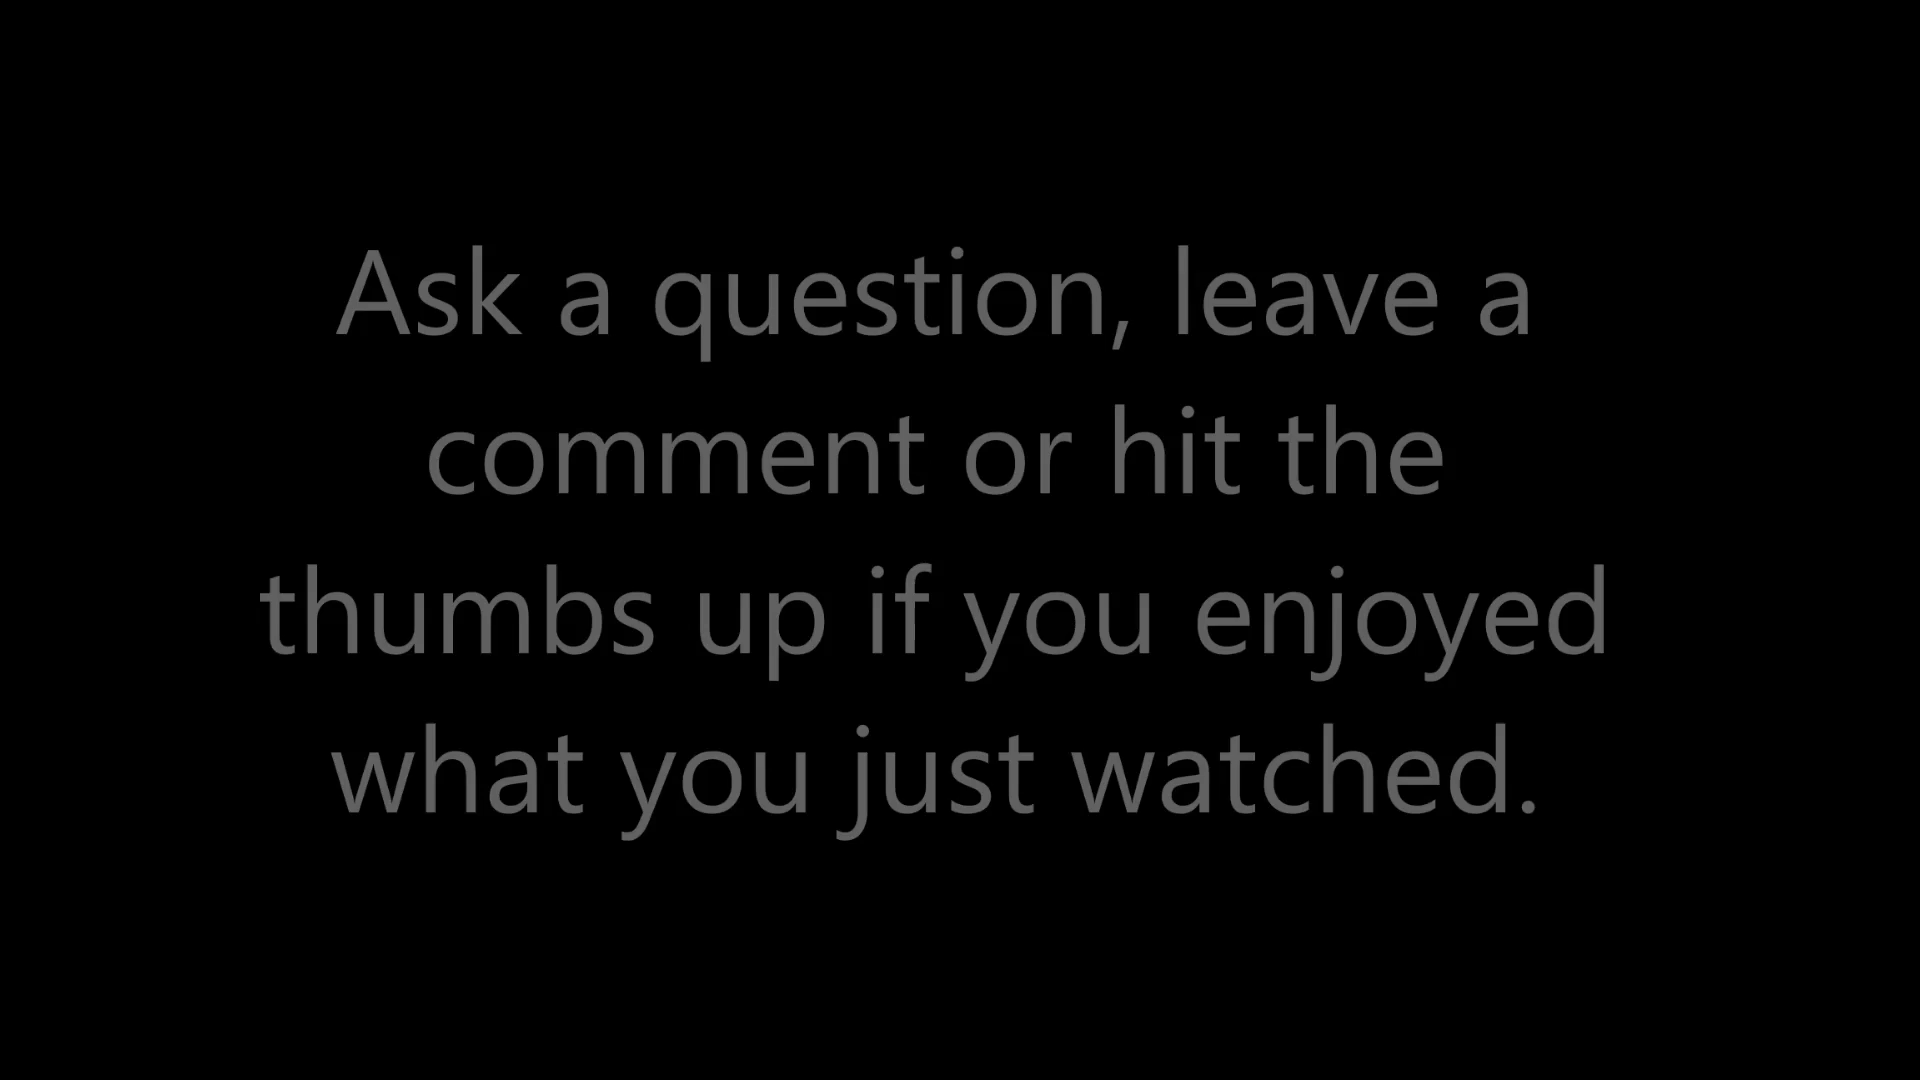 Ask a question, leave a
comment or hit the
thumbs up if you enjoyed
what you just watched.